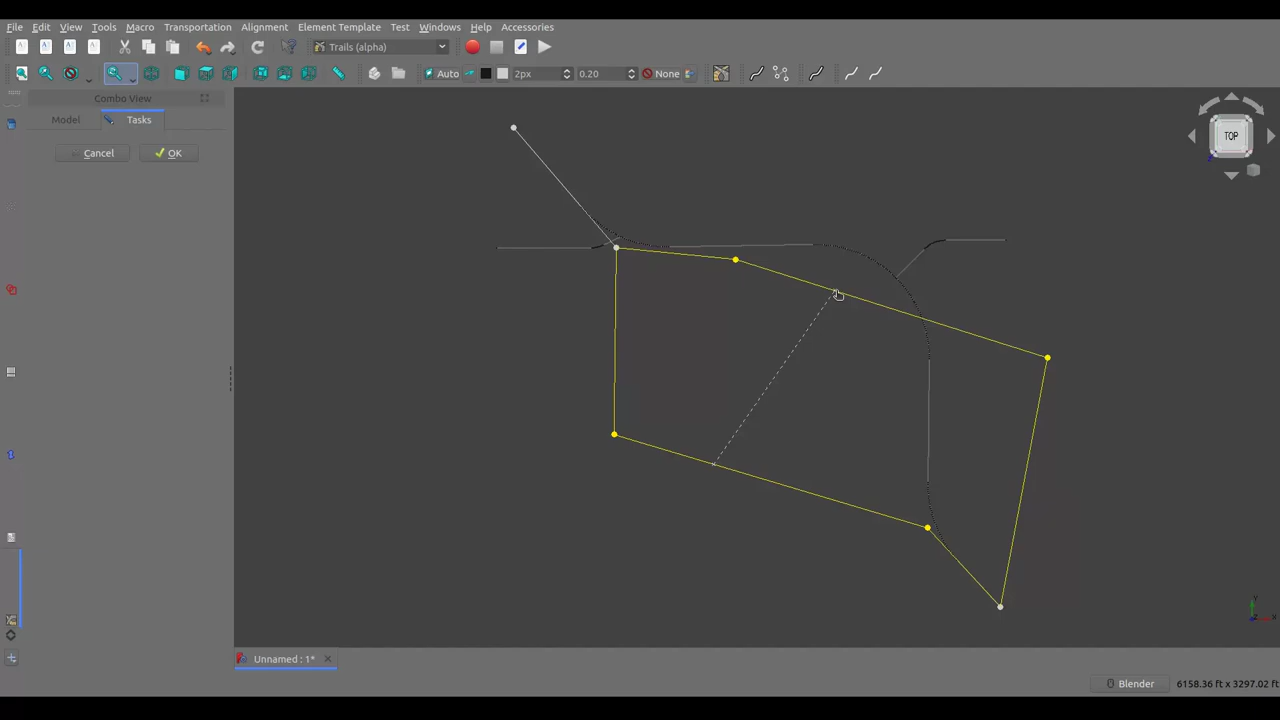 File Edit View Tools Macro Transportation Alignment Element Template Test Windows Help Accessories
Trails (alpha)
Auto 2px 0.20 None
Combo View
Model Tasks
Cancel OK
TOP
Y
X
Unnamed : 1*
Blender 6158.36 ft x 3297.02 ft